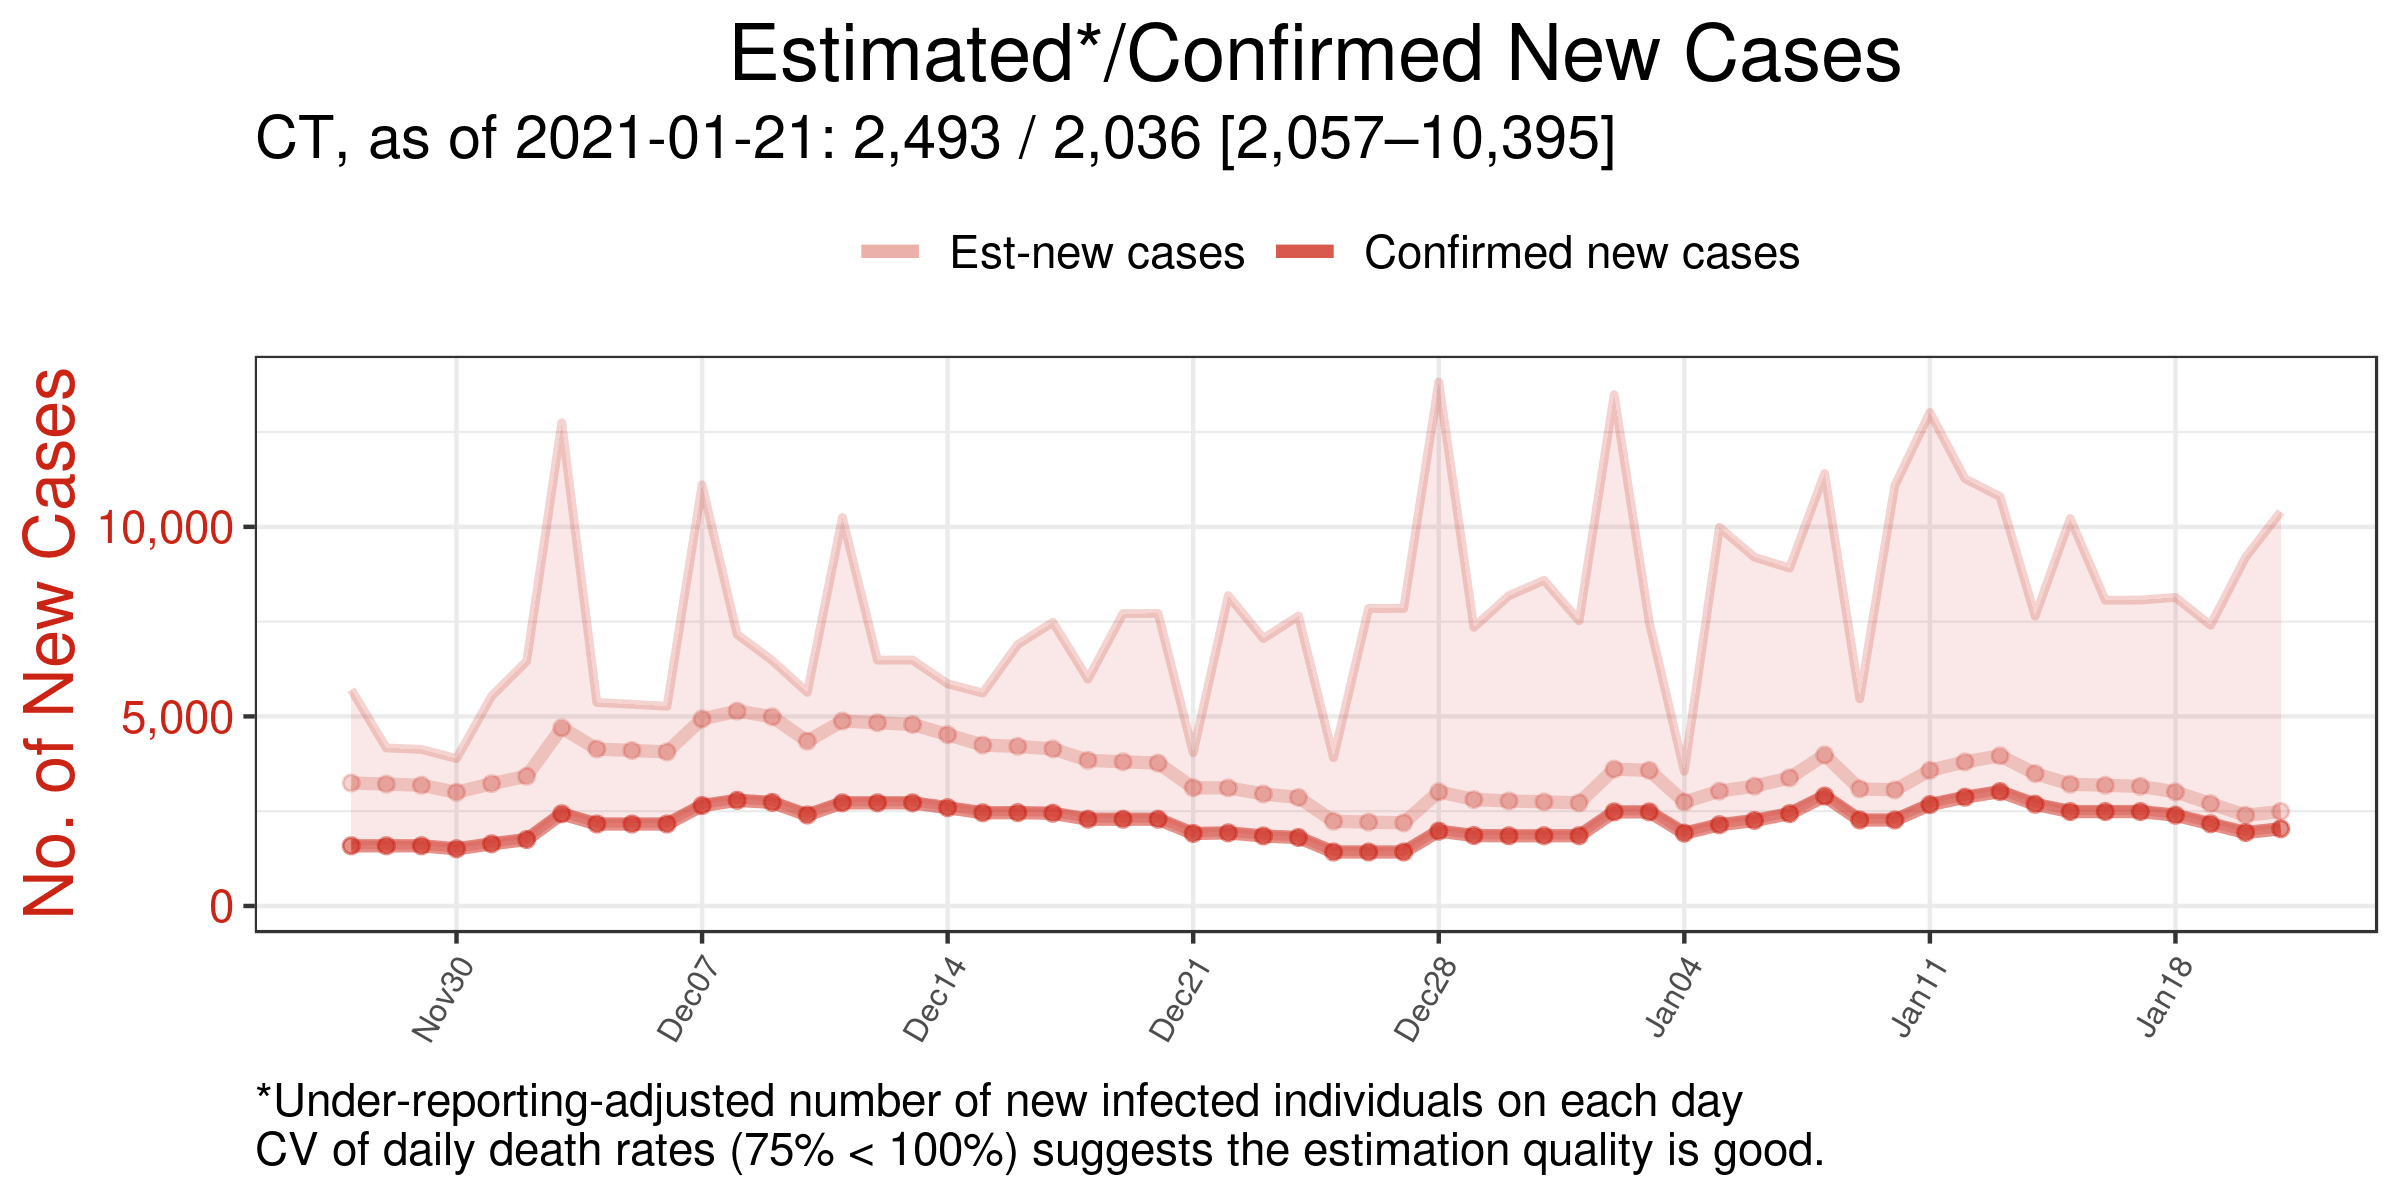 Estimated*/Confirmed New Cases
CT, as of 2021-01-21: 2,493 / 2,036 [2,057–10,395]
Est-new cases
Confirmed new cases
No. of New Cases
10,000
5,000
0
Nov30
Dec07
Dec14
Dec21
Dec28
Jan04
Jan11
Jan18
*Under-reporting-adjusted number of new infected individuals on each day
CV of daily death rates (75% < 100%) suggests the estimation quality is good.